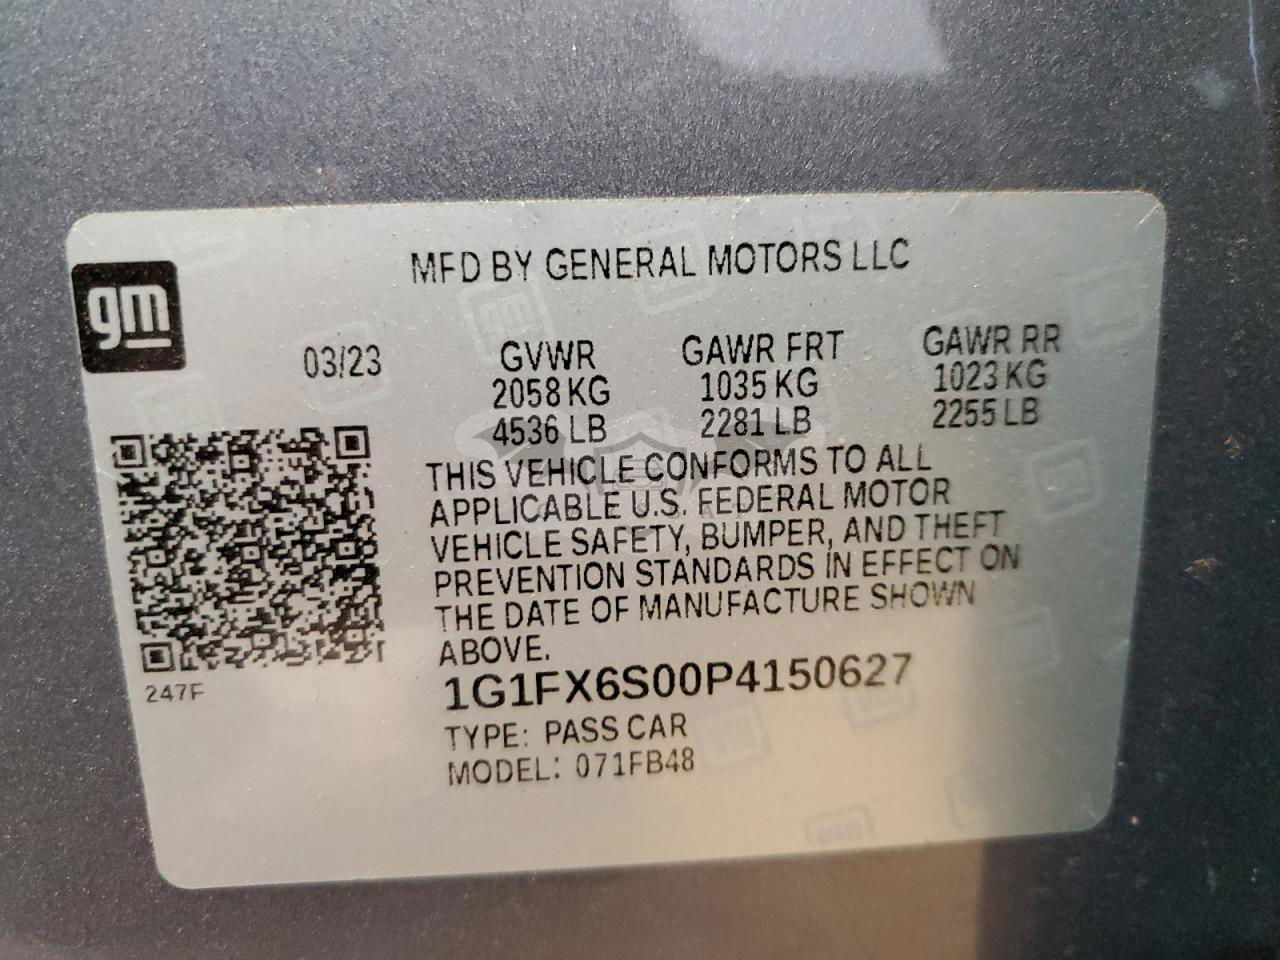 MFD BY GENERAL MOTORS LLC
gm
03/23
GVWR GAWR FRT GAWR RR
2058 KG 1035 KG 1023 KG
4536 LB 2281 LB 2255 LB
THIS VEHICLE CONFORMS TO ALL
APPLICABLE U.S. FEDERAL MOTOR
VEHICLE SAFETY, BUMPER, AND THEFT
PREVENTION STANDARDS IN EFFECT ON
THE DATE OF MANUFACTURE SHOWN
ABOVE.
247F
1G1FX6S00P4150627
TYPE: PASS CAR
MODEL: 071FB48